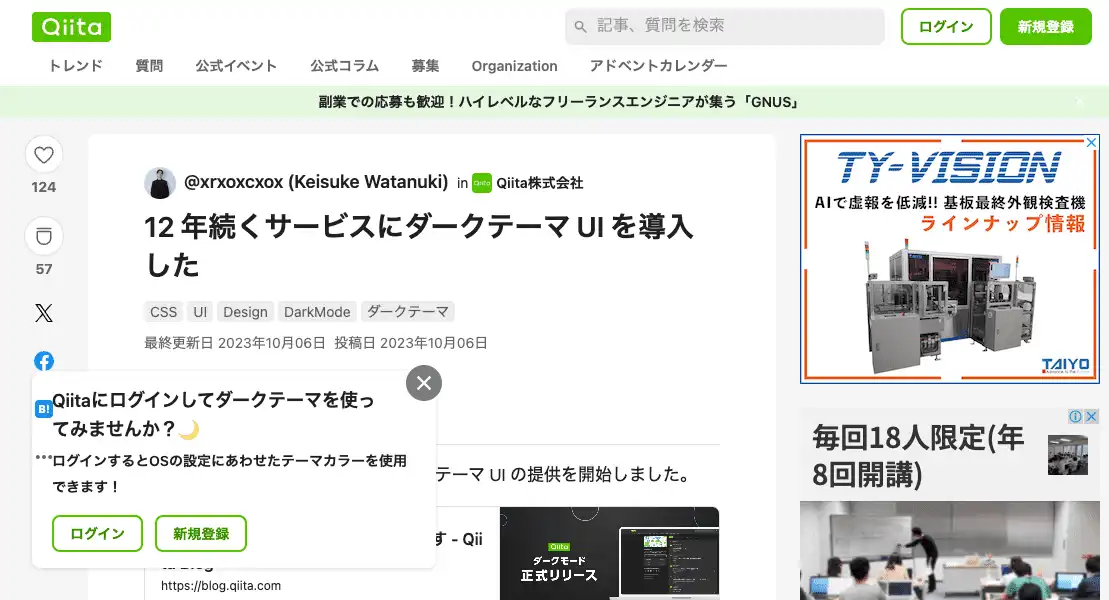 Qiita
記事、質問を検索
ログイン
新規登録
トレンド 質問 公式イベント 公式コラム 募集 Organization アドベントカレンダー
副業での応募も歓迎！ハイレベルなフリーランスエンジニアが集う「GNUS」
124
57
@xrxoxcxox (Keisuke Watanuki) in Qiita Qiita株式会社
12 年続くサービスにダークテーマ UI を導入
した
CSS UI Design DarkMode ダークテーマ
最終更新日 2023年10月06日 投稿日 2023年10月06日
B!
Qiitaにログインしてダークテーマを使っ
てみませんか？🌙
ログインするとOSの設定にあわせたテーマカラーを使用
できます！
ログイン 新規登録
テーマ UI の提供を開始しました。
す - Qii
https://blog.qiita.com
Qiita
ダークモード
正式リリース
TY-VISION
AIで虚報を低減!! 基板最終外観検査機
ラインナップ情報
TAIYO
毎回18人限定(年
8回開講)